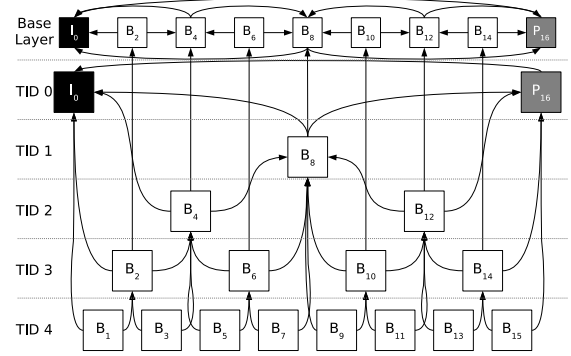 Base Layer I₀ B₂ B₄ B₆ B₈ B₁₀ B₁₂ B₁₄ P₁₆
TID 0 I₀ P₁₆
TID 1 B₈
TID 2 B₄ B₁₂
TID 3 B₂ B₆ B₁₀ B₁₄
TID 4 B₁ B₃ B₅ B₇ B₉ B₁₁ B₁₃ B₁₅